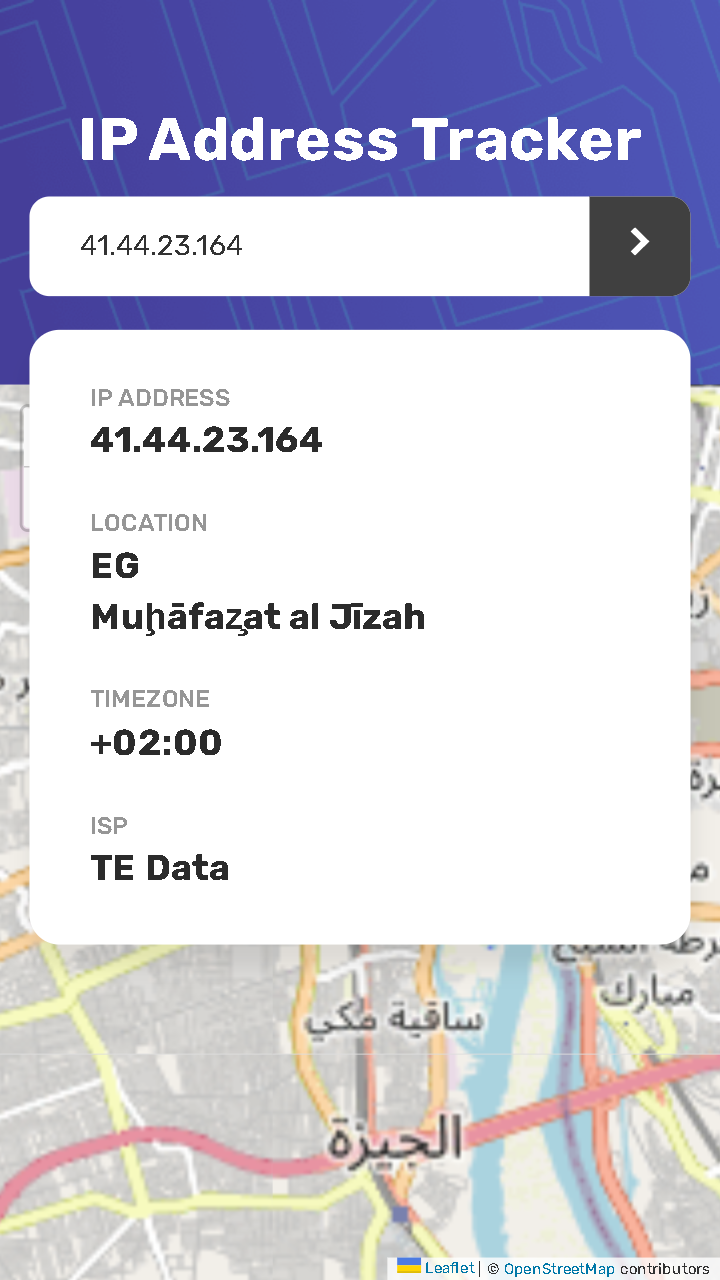 IP Address Tracker
41.44.23.164
IP ADDRESS
41.44.23.164
LOCATION
EG
Muḩāfaz̧at al Jīzah
TIMEZONE
+02:00
ISP
TE Data
مبارك
ساقية مكي
الجيزة
Leaflet | © OpenStreetMap contributors